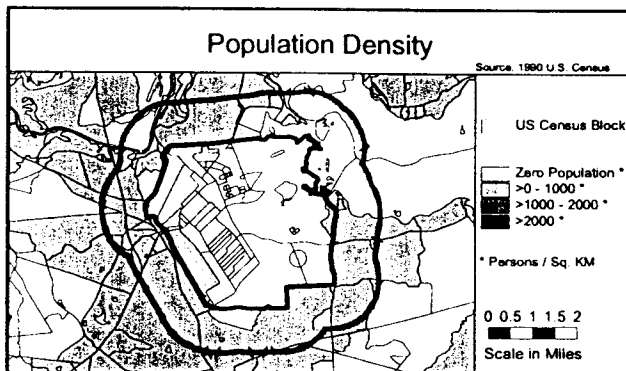 Population Density
Source: 1990 U.S. Census
US Census Block
Zero Population *
>0 - 1000 *
>1000 - 2000 *
>2000 *
* Persons / Sq. KM
0 0.5 1 1.5 2
Scale in Miles